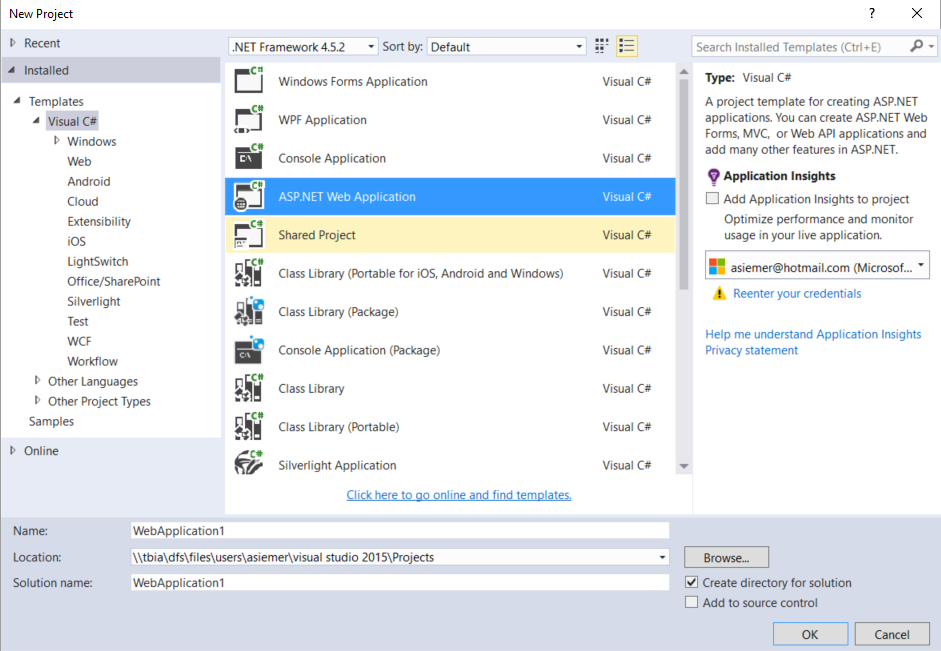 New Project
? ×
Recent
Installed
Templates
Visual C#
Windows
Web
Android
Cloud
Extensibility
iOS
LightSwitch
Office/SharePoint
Silverlight
Test
WCF
Workflow
Other Languages
Other Project Types
Samples
Online
.NET Framework 4.5.2 Sort by: Default
Windows Forms Application Visual C#
WPF Application Visual C#
Console Application Visual C#
ASP.NET Web Application Visual C#
Shared Project Visual C#
Class Library (Portable for iOS, Android and Windows) Visual C#
Class Library (Package) Visual C#
Console Application (Package) Visual C#
Class Library Visual C#
Class Library (Portable) Visual C#
Silverlight Application Visual C#
Click here to go online and find templates.
Search Installed Templates (Ctrl+E)
Type: Visual C#
A project template for creating ASP.NET
applications. You can create ASP.NET Web
Forms, MVC, or Web API applications and
add many other features in ASP.NET.
Application Insights
Add Application Insights to project
Optimize performance and monitor
usage in your live application.
asiemer@hotmail.com (Microsof...
Reenter your credentials
Help me understand Application Insights
Privacy statement
Name: WebApplication1
Location: \\tbia\dfs\files\users\asiemer\visual studio 2015\Projects
Browse...
Solution name: WebApplication1
Create directory for solution
Add to source control
OK Cancel